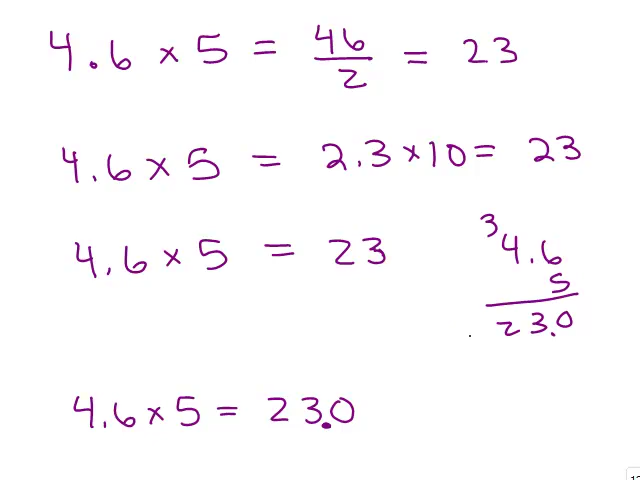 4.6 × 5 = 46/2 = 23
4.6 × 5 = 2.3 × 10 = 23
4.6 × 5 = 23
3
4.6
5
23.0
4.6 × 5 = 23.0